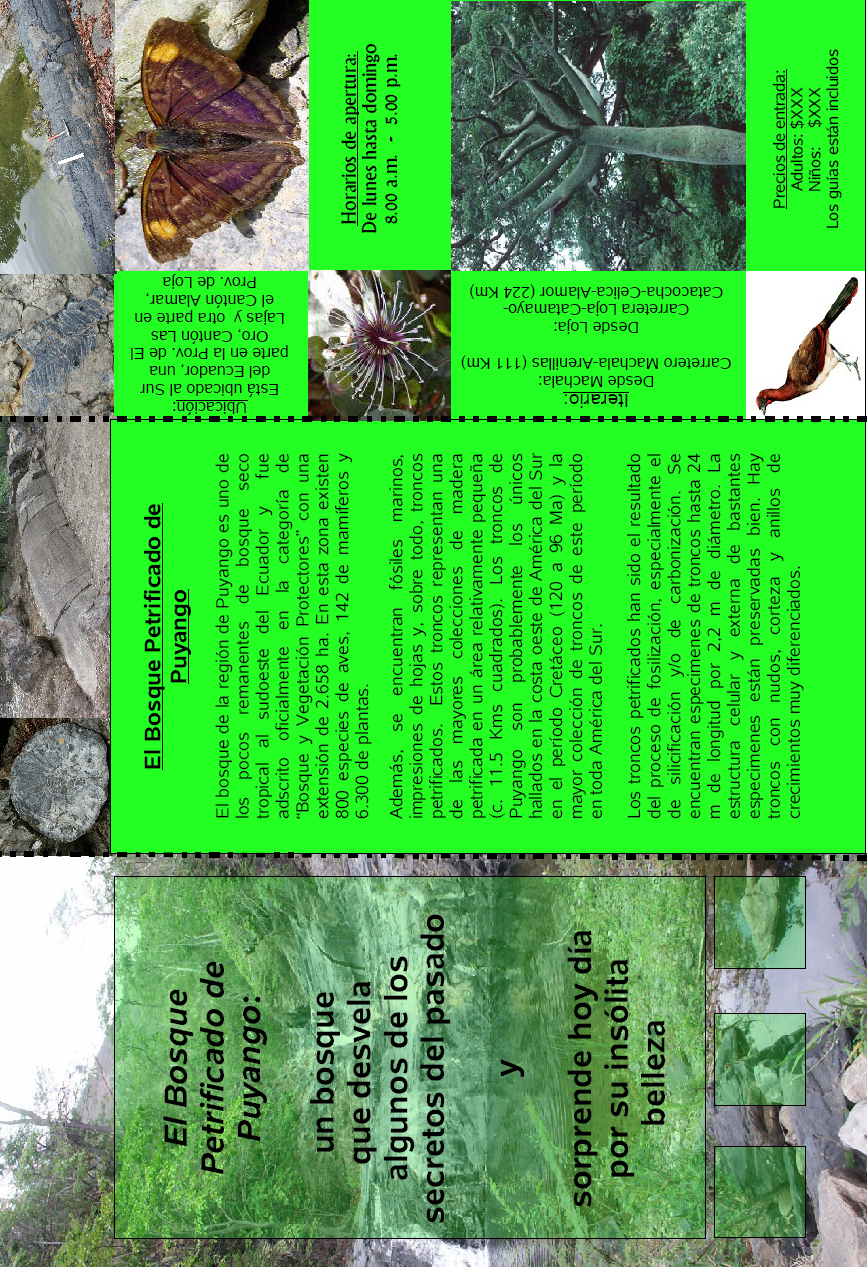 El Bosque
Petrificado de
Puyango:
un bosque
que desvela
algunos de los
secretos del pasado
y
sorprende hoy día
por su insólita
belleza
El Bosque Petrificado de
Puyango
El bosque de la región de Puyango es uno de
los pocos remanentes de bosque seco
tropical al sudoeste del Ecuador y fue
adscrito oficialmente en la categoría de
“Bosque y Vegetación Protectores” con una
extensión de 2.658 ha. En esta zona existen
800 especies de aves, 142 de mamíferos y
6.300 de plantas.
Además, se encuentran fósiles marinos,
impresiones de hojas y, sobre todo, troncos
petrificados. Estos troncos representan una
de las mayores colecciones de madera
petrificada en un área relativamente pequeña
(c. 11.5 Kms cuadrados). Los troncos de
Puyango son probablemente los únicos
hallados en la costa oeste de América del Sur
en el período Cretáceo (120 a 96 Ma) y la
mayor colección de troncos de este período
en toda América del Sur.
Los troncos petrificados han sido el resultado
del proceso de fosilización, especialmente el
de silicificación y/o de carbonización. Se
encuentran especimenes de troncos hasta 24
m de longitud por 2.2 m de diámetro. La
estructura celular y externa de bastantes
especimenes están preservadas bien. Hay
troncos con nudos, corteza y anillos de
crecimientos muy diferenciados.
Ubicación:
Está ubicado al Sur
del Ecuador, una
parte en la Prov. de El
Oro, Cantón Las
Lajas y otra parte en
el Cantón Alamar,
Prov. de Loja
Iterario:
Desde Machala:
Carretero Machala-Arenillas (111 Km)
Desde Loja:
Carretera Loja-Catamayo-
Catacocha-Celica-Alamor (224 Km)
Horarios de apertura:
De lunes hasta domingo
8.00 a.m. - 5.00 p.m.
Precios de entrada:
Adultos: $XXX
Niños: $XXX
Los guías están incluidos